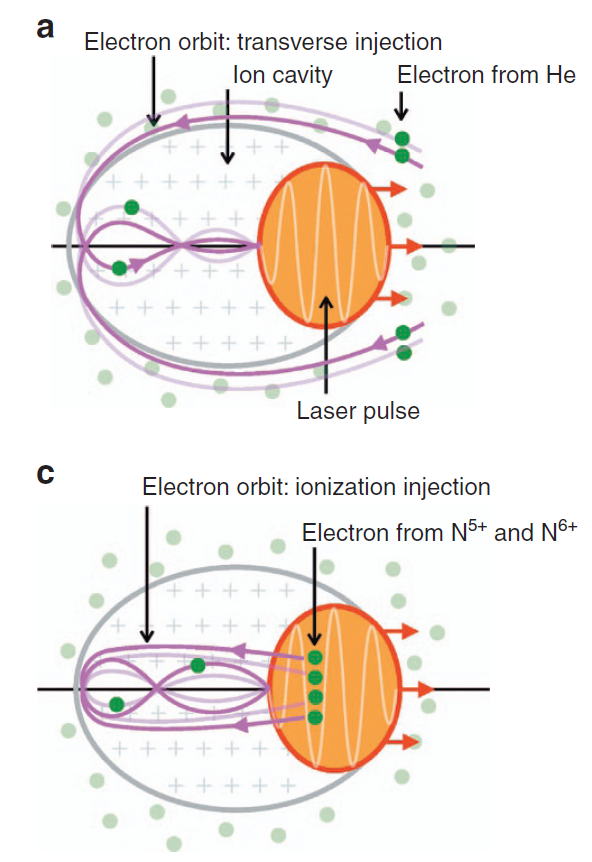 a
Electron orbit: transverse injection
Ion cavity
Electron from He
Laser pulse
c
Electron orbit: ionization injection
Electron from N⁵⁺ and N⁶⁺